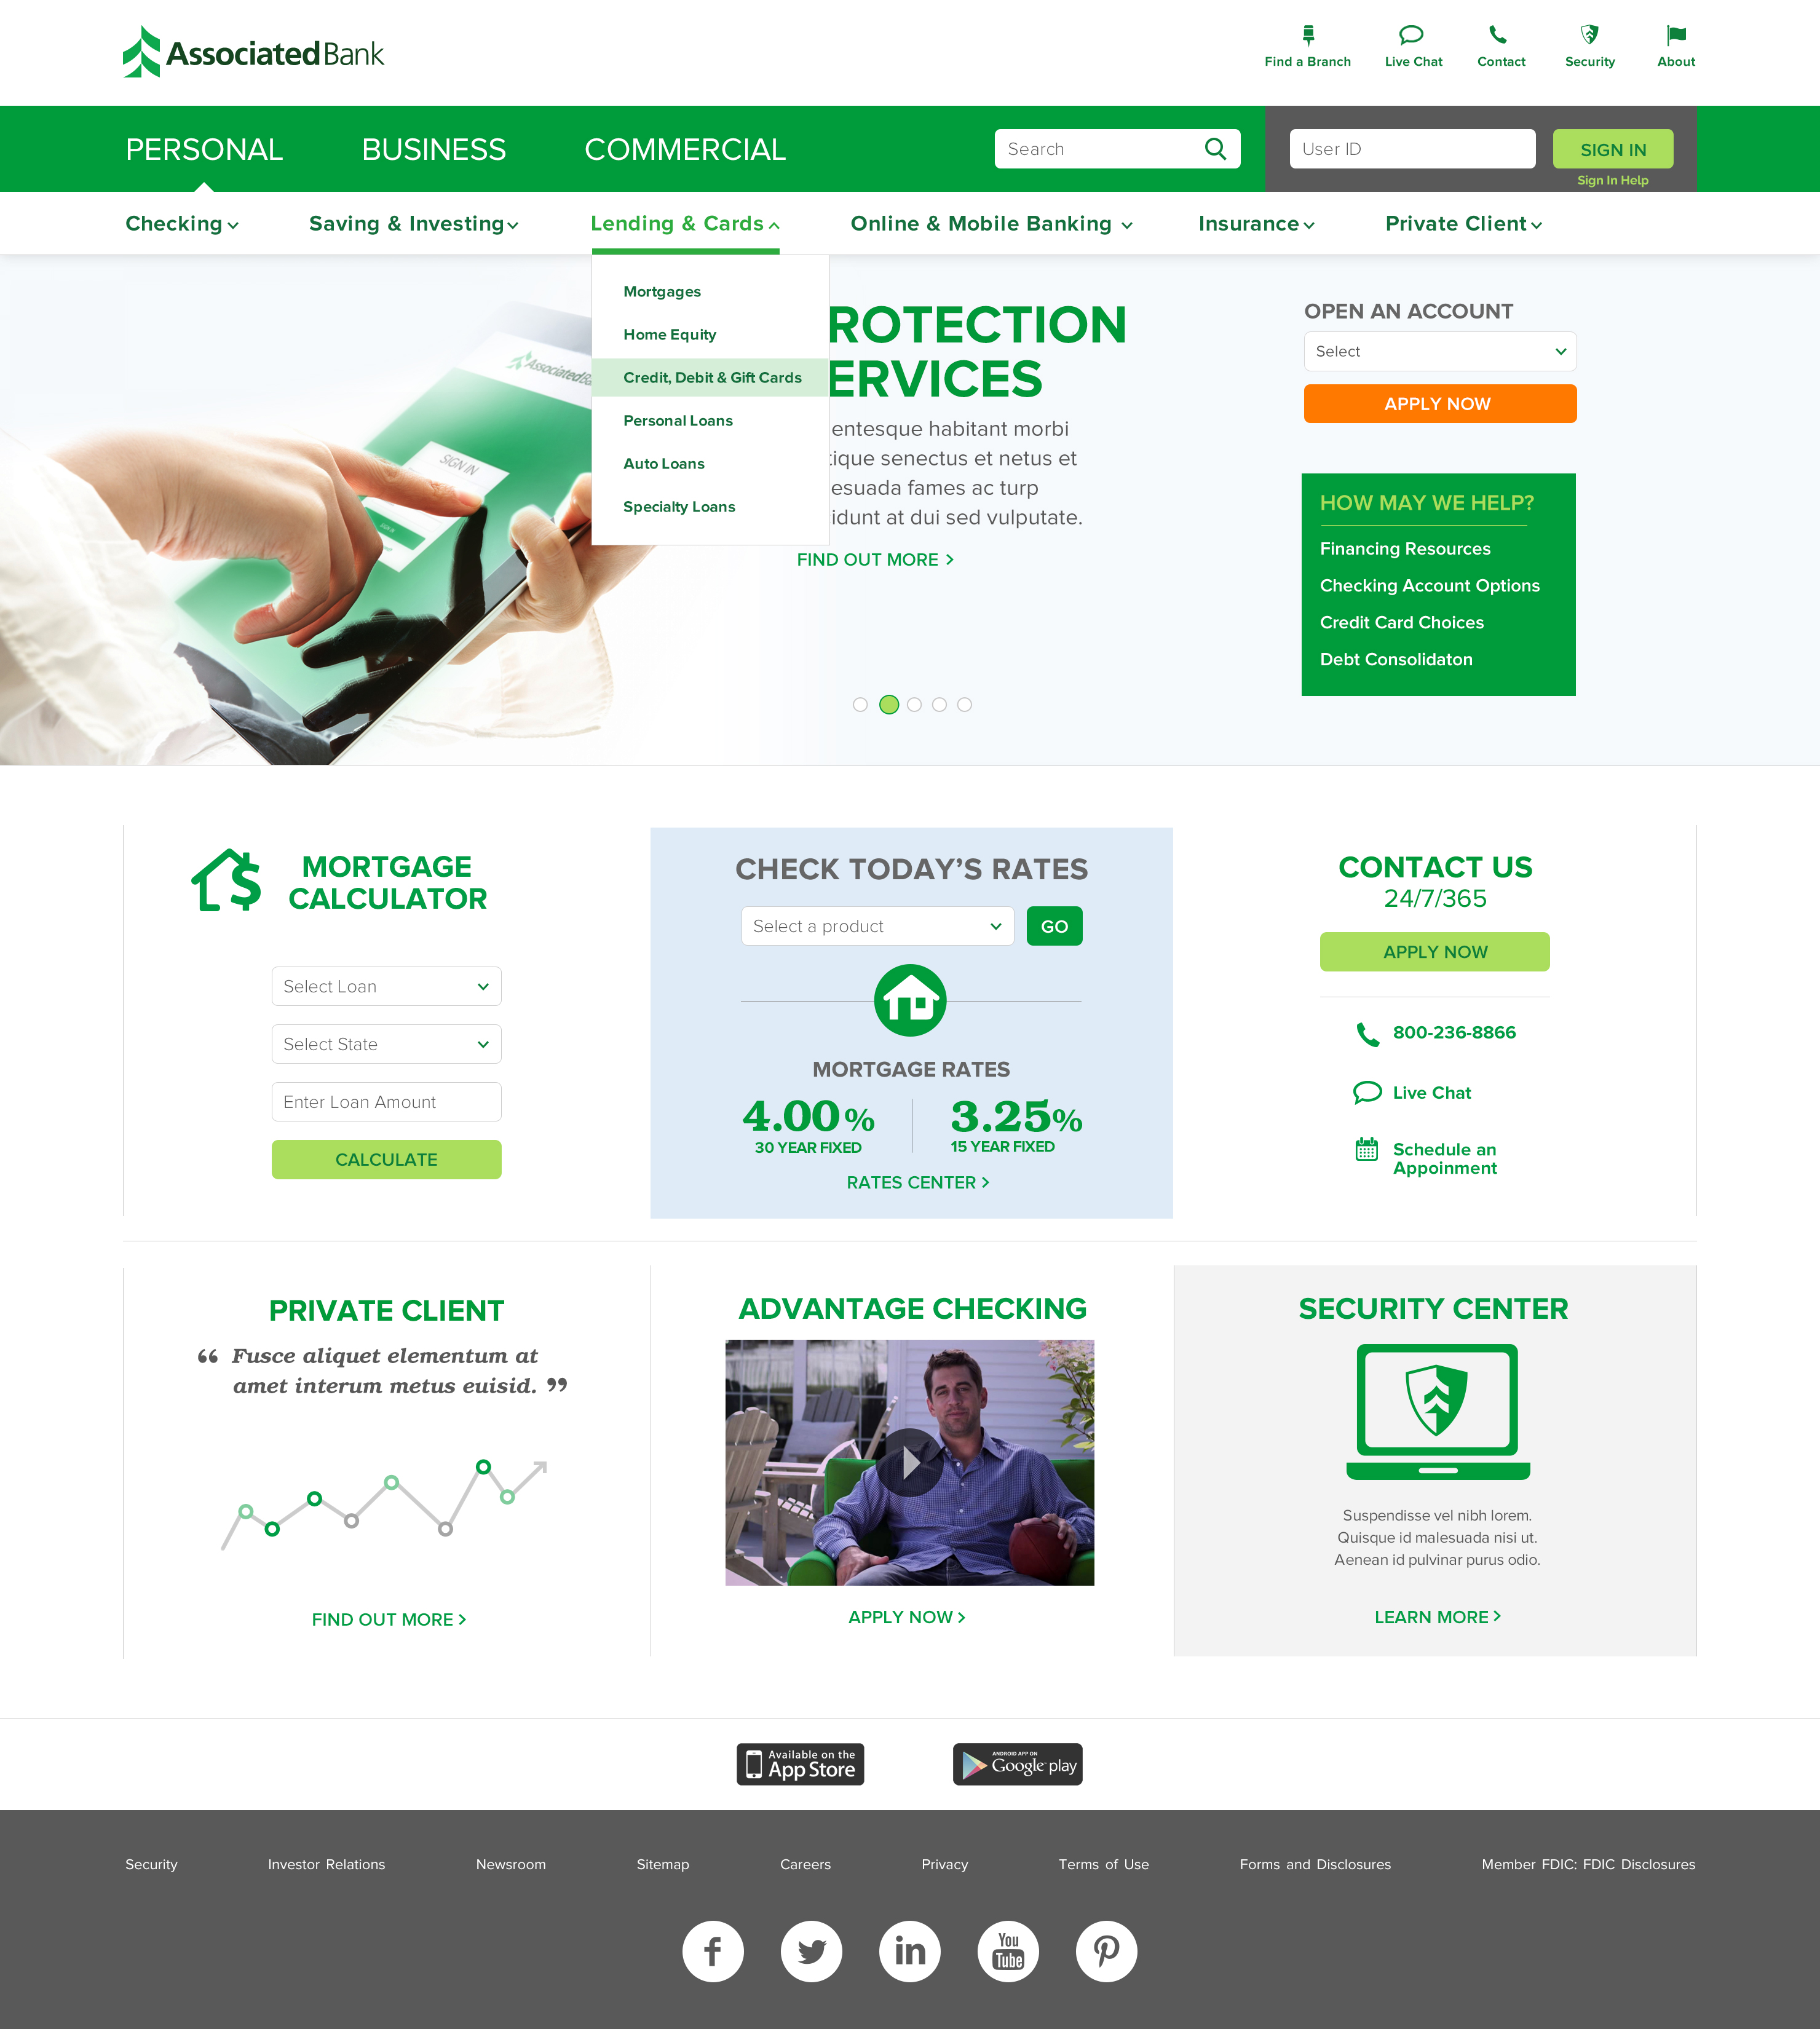 Associated Bank
Find a Branch
Live Chat
Contact
Security
About
PERSONAL
BUSINESS
COMMERCIAL
Search
User ID
SIGN IN
Sign In Help
Checking
Saving & Investing
Lending & Cards
Online & Mobile Banking
Insurance
Private Client
Mortgages
Home Equity
Credit, Debit & Gift Cards
Personal Loans
Auto Loans
Specialty Loans
Associated
SIGN IN
ROTECTION
ERVICES
entesque habitant morbi
tique senectus et netus et
esuada fames ac turp
idunt at dui sed vulputate.
FIND OUT MORE >
OPEN AN ACCOUNT
Select
APPLY NOW
HOW MAY WE HELP?
Financing Resources
Checking Account Options
Credit Card Choices
Debt Consolidaton
MORTGAGE
CALCULATOR
Select Loan
Select State
Enter Loan Amount
CALCULATE
CHECK TODAY’S RATES
Select a product
GO
MORTGAGE RATES
4.00 %
30 YEAR FIXED
3.25%
15 YEAR FIXED
RATES CENTER >
CONTACT US
24/7/365
APPLY NOW
800-236-8866
Live Chat
Schedule an
Appoinment
PRIVATE CLIENT
“ Fusce aliquet elementum at
amet interum metus euisid. ”
FIND OUT MORE >
ADVANTAGE CHECKING
APPLY NOW >
SECURITY CENTER
Suspendisse vel nibh lorem.
Quisque id malesuada nisi ut.
Aenean id pulvinar purus odio.
LEARN MORE >
Available on the
App Store
ANDROID APP ON
Google play
Security
Investor Relations
Newsroom
Sitemap
Careers
Privacy
Terms of Use
Forms and Disclosures
Member FDIC: FDIC Disclosures
f
in
You
Tube